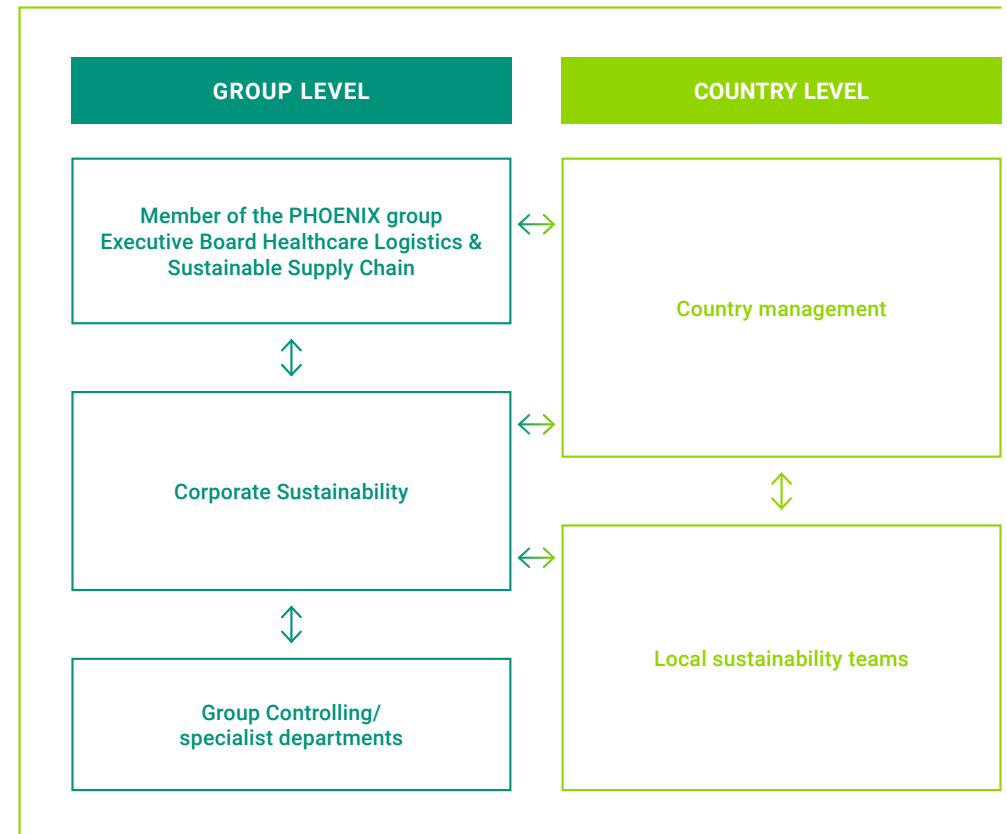 GROUP LEVEL
COUNTRY LEVEL
Member of the PHOENIX group
Executive Board Healthcare Logistics &
Sustainable Supply Chain
Country management
Corporate Sustainability
Local sustainability teams
Group Controlling/
specialist departments